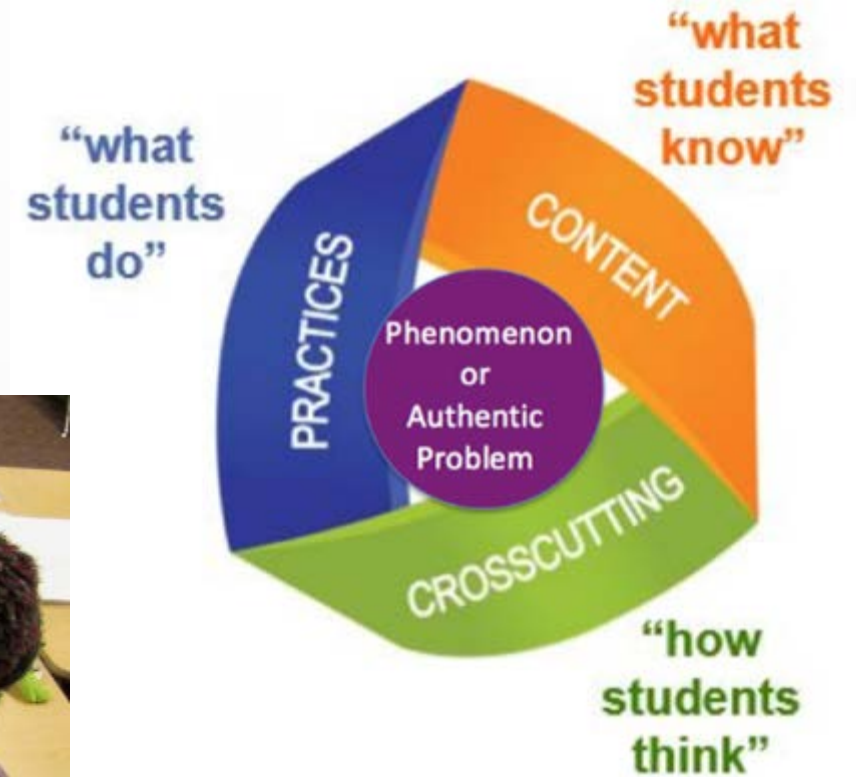 “what
students
know”
“what
students
do”
CONTENT
PRACTICES
Phenomenon
or
Authentic
Problem
CROSSCUTTING
“how
students
think”